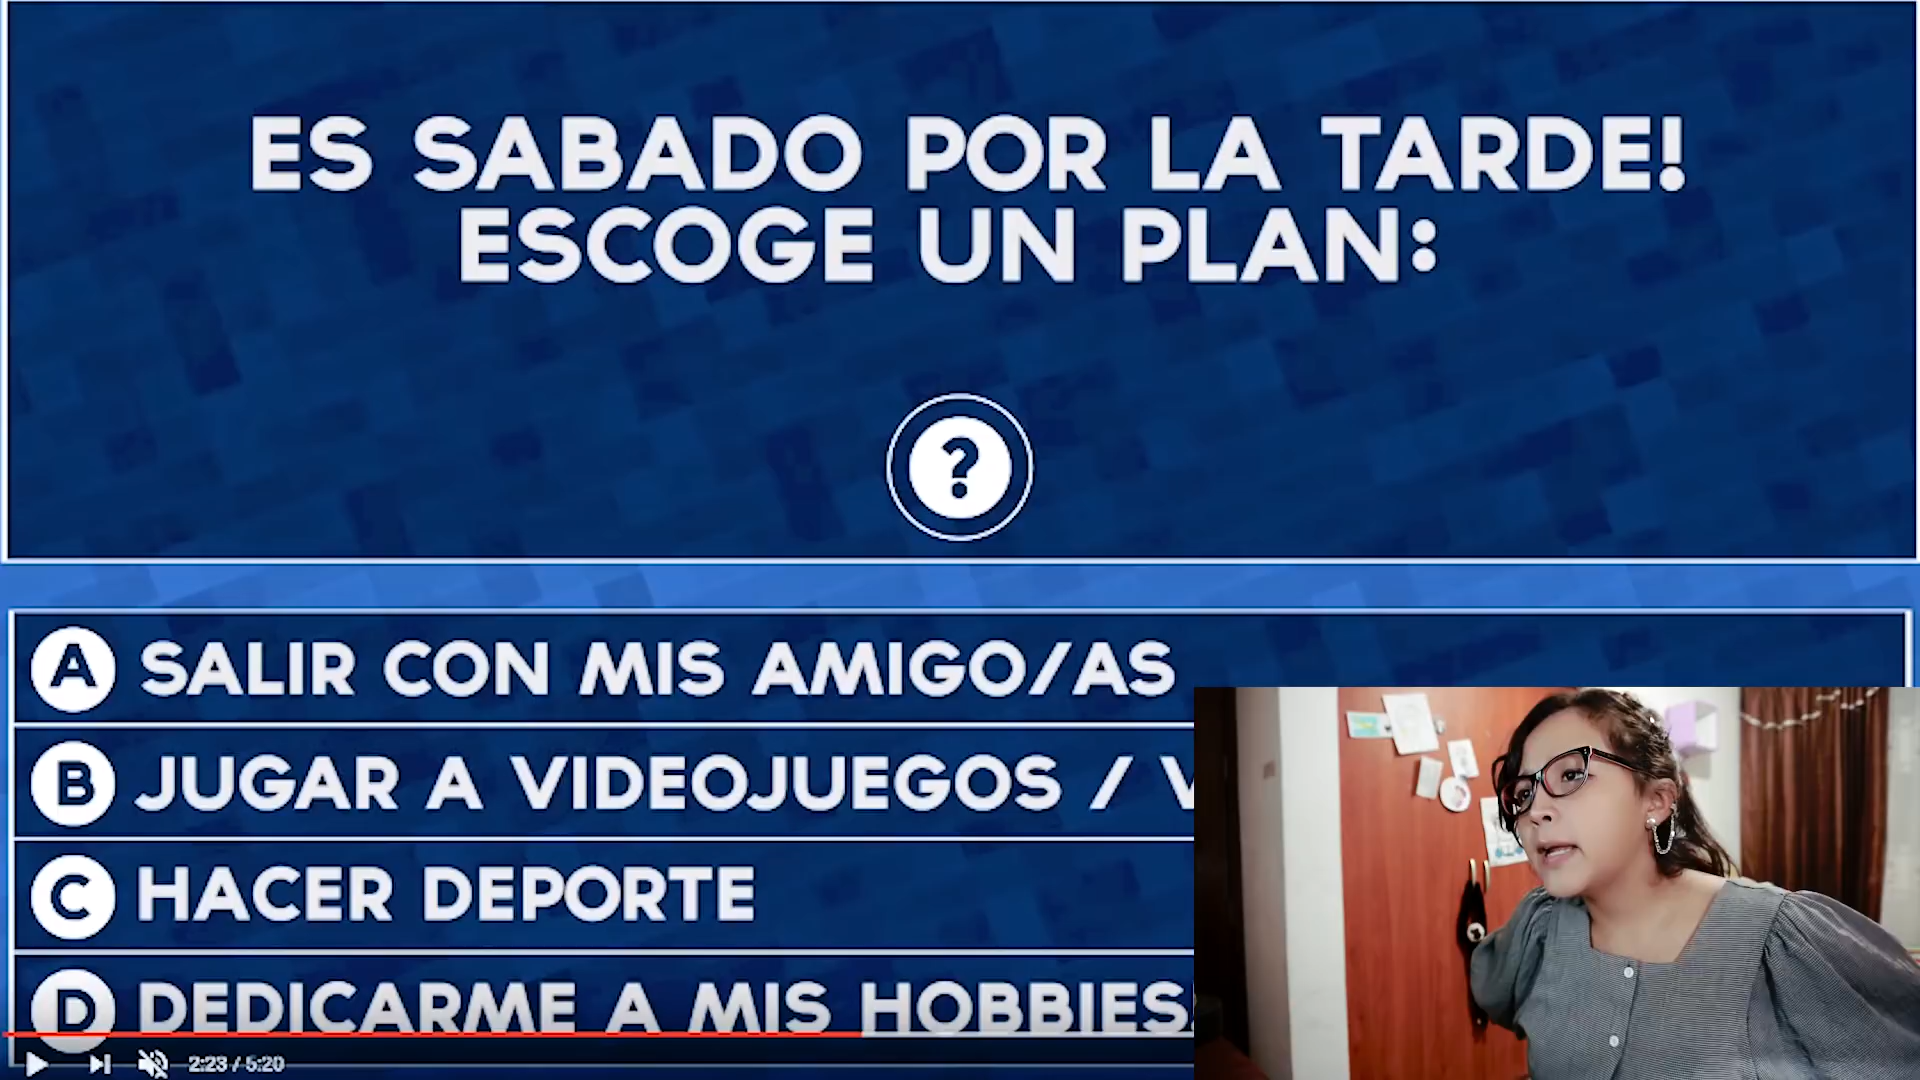 ES SABADO POR LA TARDE!
ESCOGE UN PLAN:
?
A SALIR CON MIS AMIGO/AS
B JUGAR A VIDEOJUEGOS /
C HACER DEPORTE
D DEDICARME A MIS HOBBIES
2:23 / 5:20